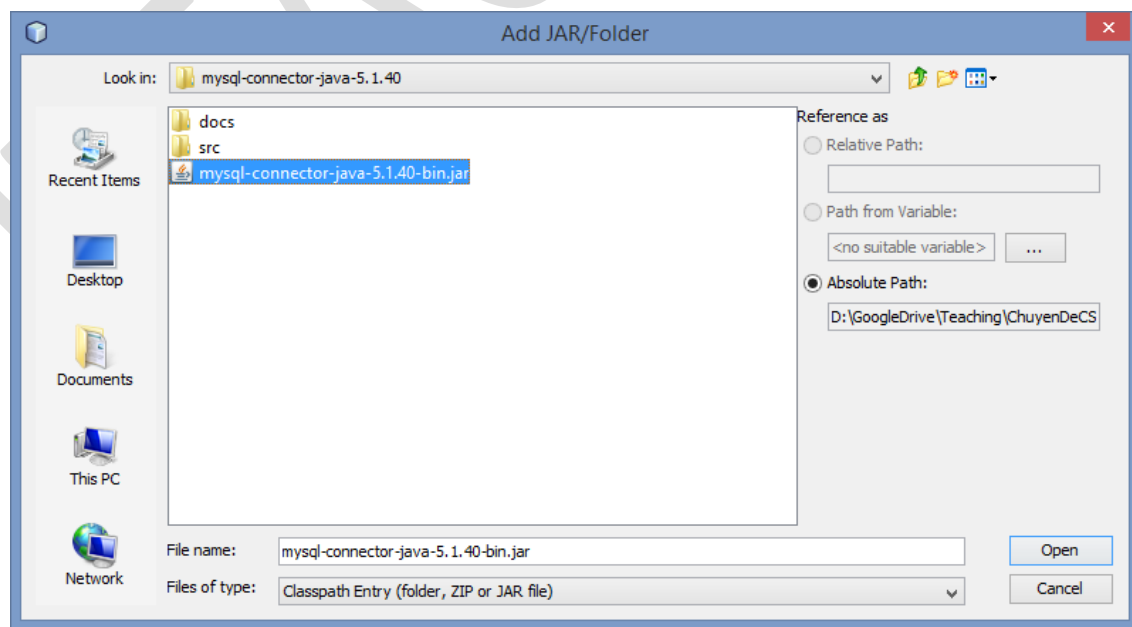 Add JAR/Folder
Look in:
mysql-connector-java-5.1.40
Recent Items
Desktop
Documents
This PC
Network
docs
src
mysql-connector-java-5.1.40-bin.jar
Reference as
Relative Path:
Path from Variable:
<no suitable variable>
...
Absolute Path:
D:\GoogleDrive\Teaching\ChuyenDeCS
File name:
mysql-connector-java-5.1.40-bin.jar
Open
Files of type:
Classpath Entry (folder, ZIP or JAR file)
Cancel